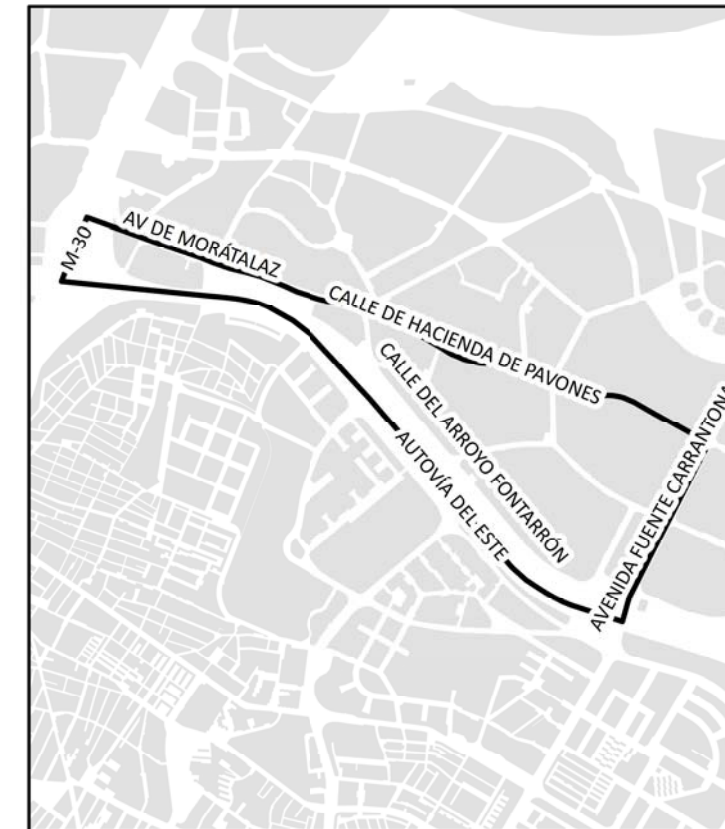 AV DE MORÁTALAZ
M-30
CALLE DE HACIENDA DE PAVONES
CALLE DEL ARROYO FONTARRÓN
AUTOVÍA DEL ESTE
AVENIDA FUENTE CARRANTONA